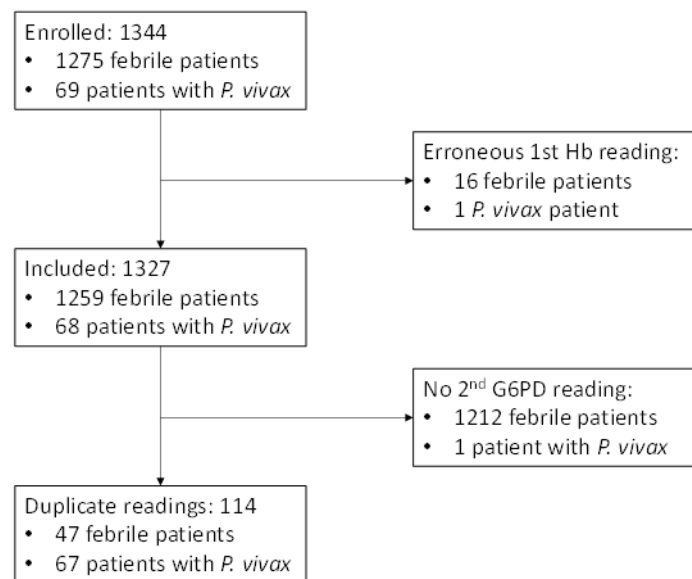 Enrolled: 1344
• 1275 febrile patients
• 69 patients with P. vivax
Erroneous 1st Hb reading:
• 16 febrile patients
• 1 P. vivax patient
Included: 1327
• 1259 febrile patients
• 68 patients with P. vivax
No 2nd G6PD reading:
• 1212 febrile patients
• 1 patient with P. vivax
Duplicate readings: 114
• 47 febrile patients
• 67 patients with P. vivax